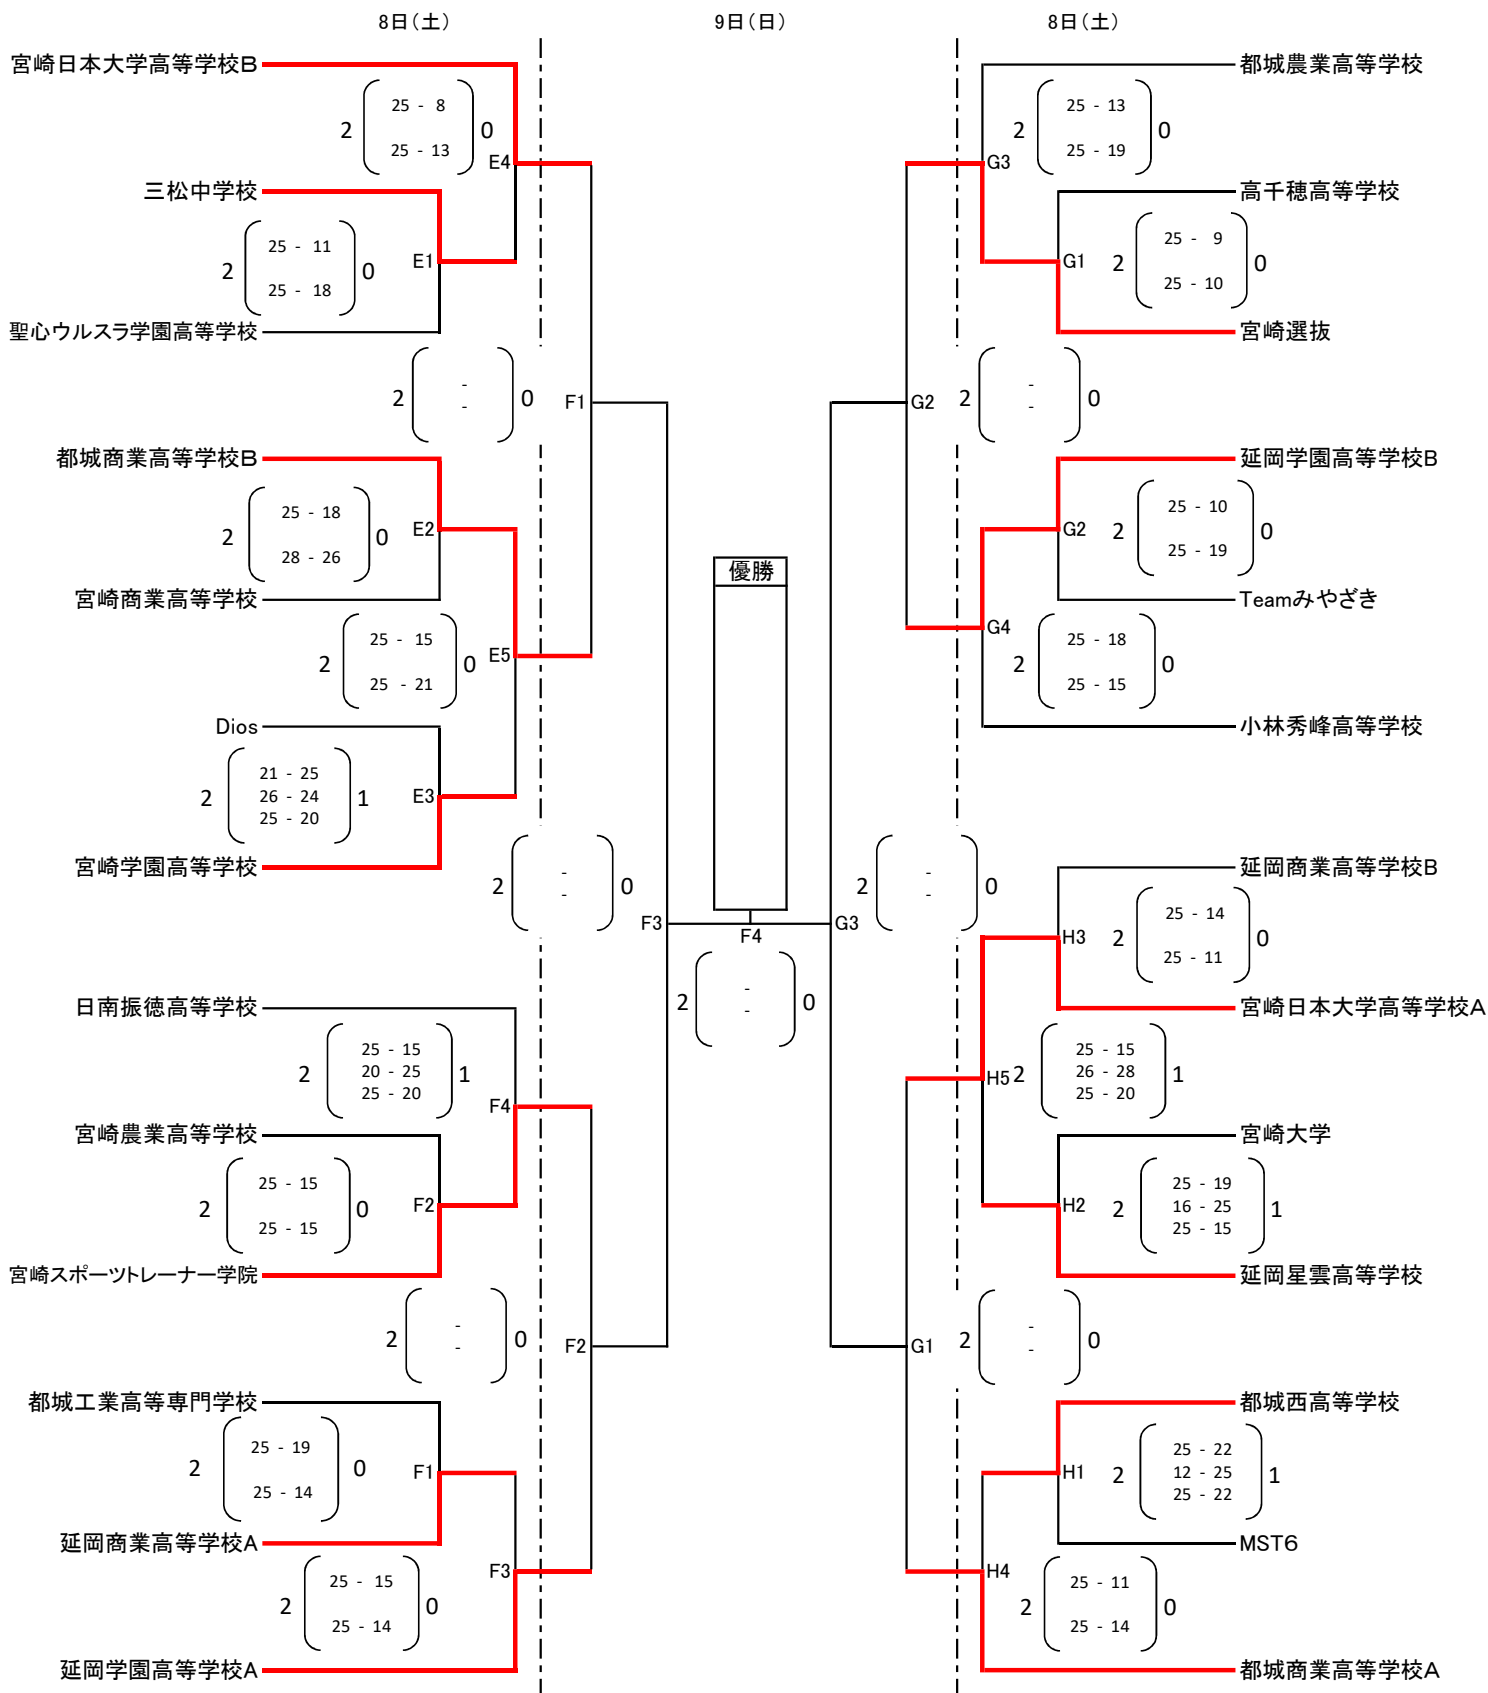 8日(土)
9日(日)
8日(土)
宮崎日本大学高等学校B
2
25 - 8
25 - 13
0
E4
三松中学校
2
25 - 11
25 - 18
0
E1
聖心ウルスラ学園高等学校
2
-
-
0
F1
都城商業高等学校B
2
25 - 18
28 - 26
0
E2
宮崎商業高等学校
2
25 - 15
25 - 21
0
E5
Dios
2
21 - 25
26 - 24
25 - 20
1
E3
宮崎学園高等学校
2
-
-
0
F3
日南振徳高等学校
2
25 - 15
20 - 25
25 - 20
1
F4
宮崎農業高等学校
2
25 - 15
25 - 15
0
F2
宮崎スポーツトレーナー学院
2
-
-
0
F2
都城工業高等専門学校
2
25 - 19
25 - 14
0
F1
延岡商業高等学校A
2
25 - 15
25 - 14
0
F3
延岡学園高等学校A
優勝
F4
2
-
-
0
都城農業高等学校
G3
2
25 - 13
25 - 19
0
高千穂高等学校
G1
2
25 - 9
25 - 10
0
宮崎選抜
G2
2
-
-
0
延岡学園高等学校B
G2
2
25 - 10
25 - 19
0
Teamみやざき
G4
2
25 - 18
25 - 15
0
小林秀峰高等学校
2
-
-
0
G3
延岡商業高等学校B
H3
2
25 - 14
25 - 11
0
宮崎日本大学高等学校A
H5
2
25 - 15
26 - 28
25 - 20
1
宮崎大学
H2
2
25 - 19
16 - 25
25 - 15
1
延岡星雲高等学校
G1
2
-
-
0
都城西高等学校
H1
2
25 - 22
12 - 25
25 - 22
1
MST6
H4
2
25 - 11
25 - 14
0
都城商業高等学校A